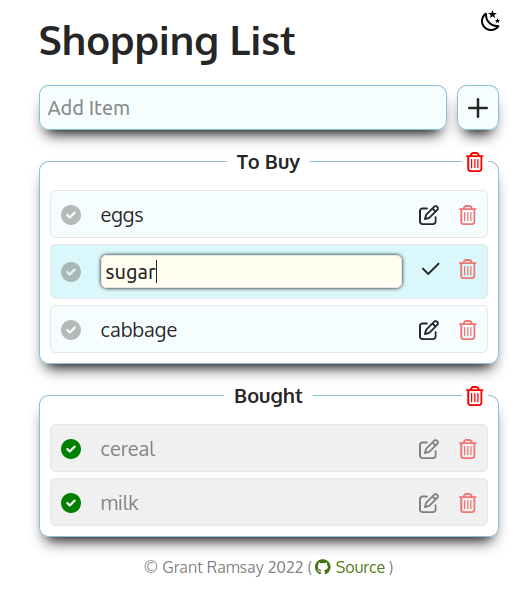 Shopping List
Add Item
To Buy
eggs
sugar
cabbage
Bought
cereal
milk
© Grant Ramsay 2022 ( Source )